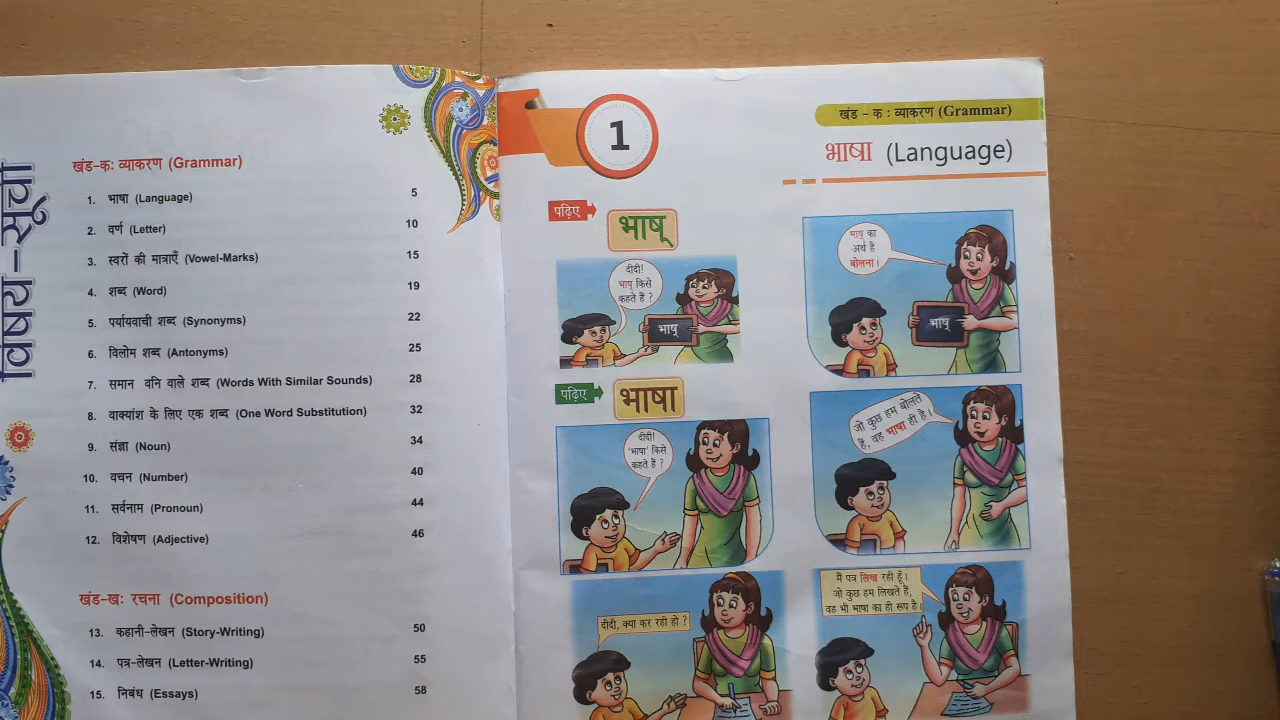 विषय-सूची
खंड-क: व्याकरण (Grammar)
1. भाषा (Language) 5
2. वर्ण (Letter) 10
3. स्वरों की मात्राएँ (Vowel-Marks) 15
4. शब्द (Word) 19
5. पर्यायवाची शब्द (Synonyms) 22
6. विलोम शब्द (Antonyms) 25
7. समान वनि वाले शब्द (Words With Similar Sounds) 28
8. वाक्यांश के लिए एक शब्द (One Word Substitution) 32
9. संज्ञा (Noun) 34
10. वचन (Number) 40
11. सर्वनाम (Pronoun) 44
12. विशेषण (Adjective) 46
खंड-ख: रचना (Composition)
13. कहानी-लेखन (Story-Writing) 50
14. पत्र-लेखन (Letter-Writing) 55
15. निबंध (Essays) 58
1
खंड - क : व्याकरण (Grammar)
भाषा (Language)
पढ़िए
भाष्
दीदी!
भाष् किसे
कहते हैं ?
भाष्
भाष् का
अर्थ है
बोलना।
भाष्
पढ़िए
भाषा
दीदी!
'भाषा' किसे
कहते हैं ?
जो कुछ हम बोलते
हैं, वह भाषा ही है।
दीदी, क्या कर रही हो ?
मैं पत्र लिख रही हूँ।
जो कुछ हम लिखते हैं,
वह भी भाषा का ही रूप है।